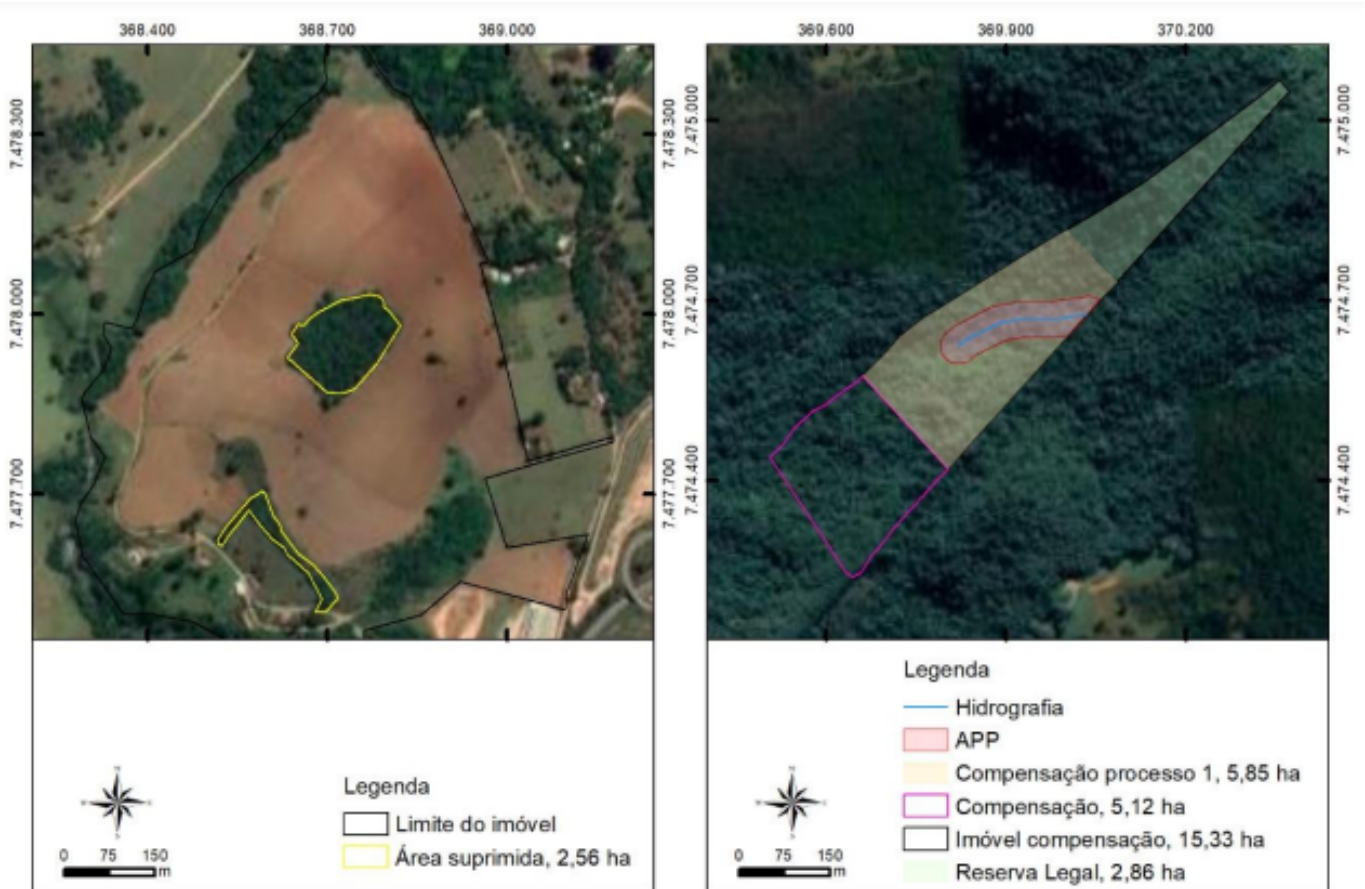 368.400 368.700 369.000
7.478.300 7.478.300
7.478.000 7.478.000
7.477.700 7.477.700
Legenda
Limite do imóvel
Área suprimida, 2,56 ha
0 75 150
m
369.600 369.900 370.200
7.475.000 7.475.000
7.474.700 7.474.700
7.474.400 7.474.400
Legenda
Hidrografia
APP
Compensação processo 1, 5,85 ha
Compensação, 5,12 ha
Imóvel compensação, 15,33 ha
Reserva Legal, 2,86 ha
0 75 150
m